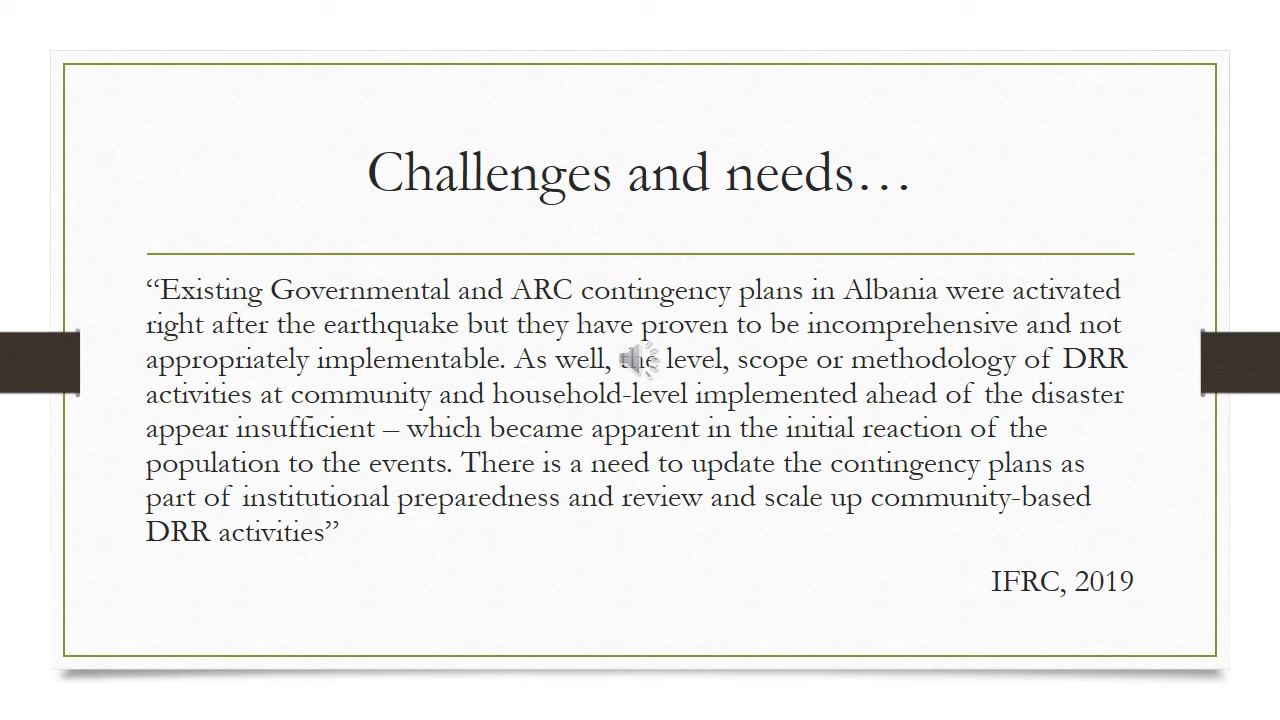 Challenges and needs…
“Existing Governmental and ARC contingency plans in Albania were activated
right after the earthquake but they have proven to be incomprehensive and not
appropriately implementable. As well, the level, scope or methodology of DRR
activities at community and household-level implemented ahead of the disaster
appear insufficient – which became apparent in the initial reaction of the
population to the events. There is a need to update the contingency plans as
part of institutional preparedness and review and scale up community-based
DRR activities”
IFRC, 2019